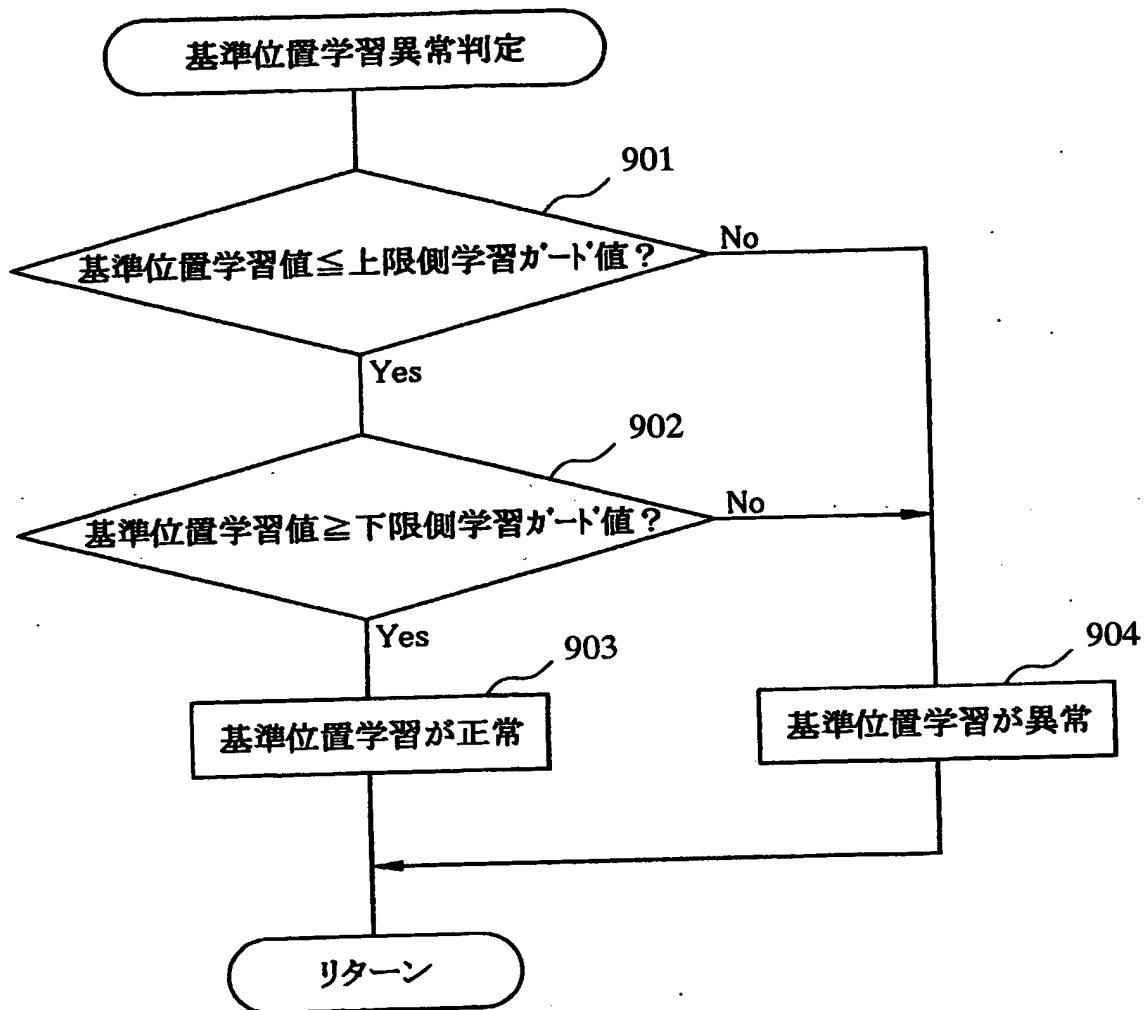 基準位置学習異常判定
901
基準位置学習値≦上限側学習ガード値?
No
Yes
902
基準位置学習値≧下限側学習ガード値?
No
Yes
903
904
基準位置学習が正常
基準位置学習が異常
リターン